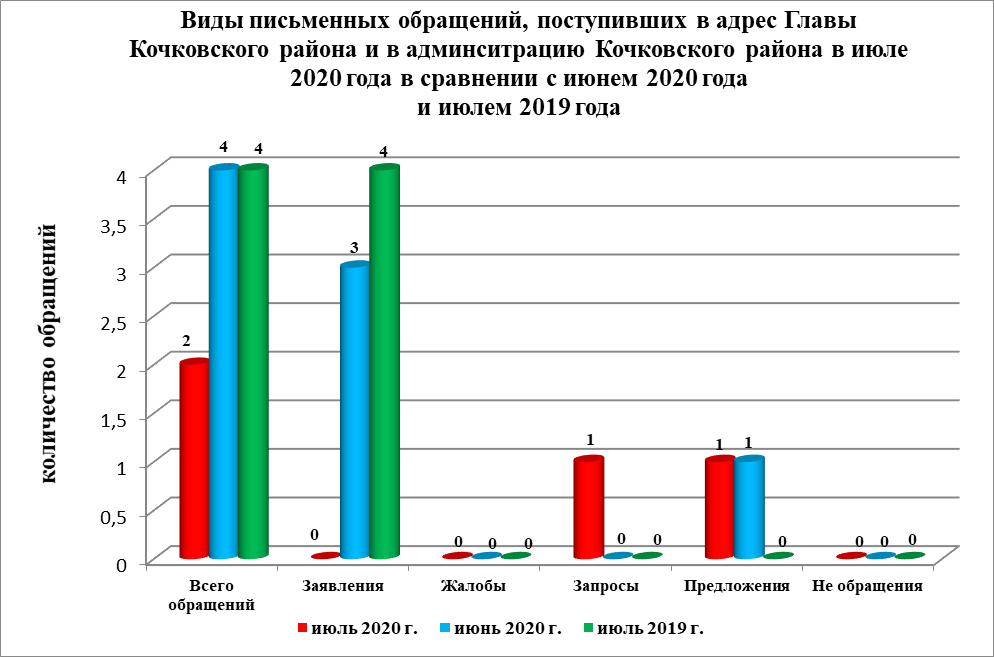 Виды письменных обращений, поступивших в адрес Главы
Кочковского района и в админситрацию Кочковского района в июле
2020 года в сравнении с июнем 2020 года
и июлем 2019 года
количество обращений
4
3,5
3
2,5
2
1,5
1
0,5
0
2 4 4
0 3 4
0 0 0
1 0 0
1 1 0
0 0 0
Всего
обращений
Заявления
Жалобы
Запросы
Предложения
Не обращения
июль 2020 г. июнь 2020 г. июль 2019 г.